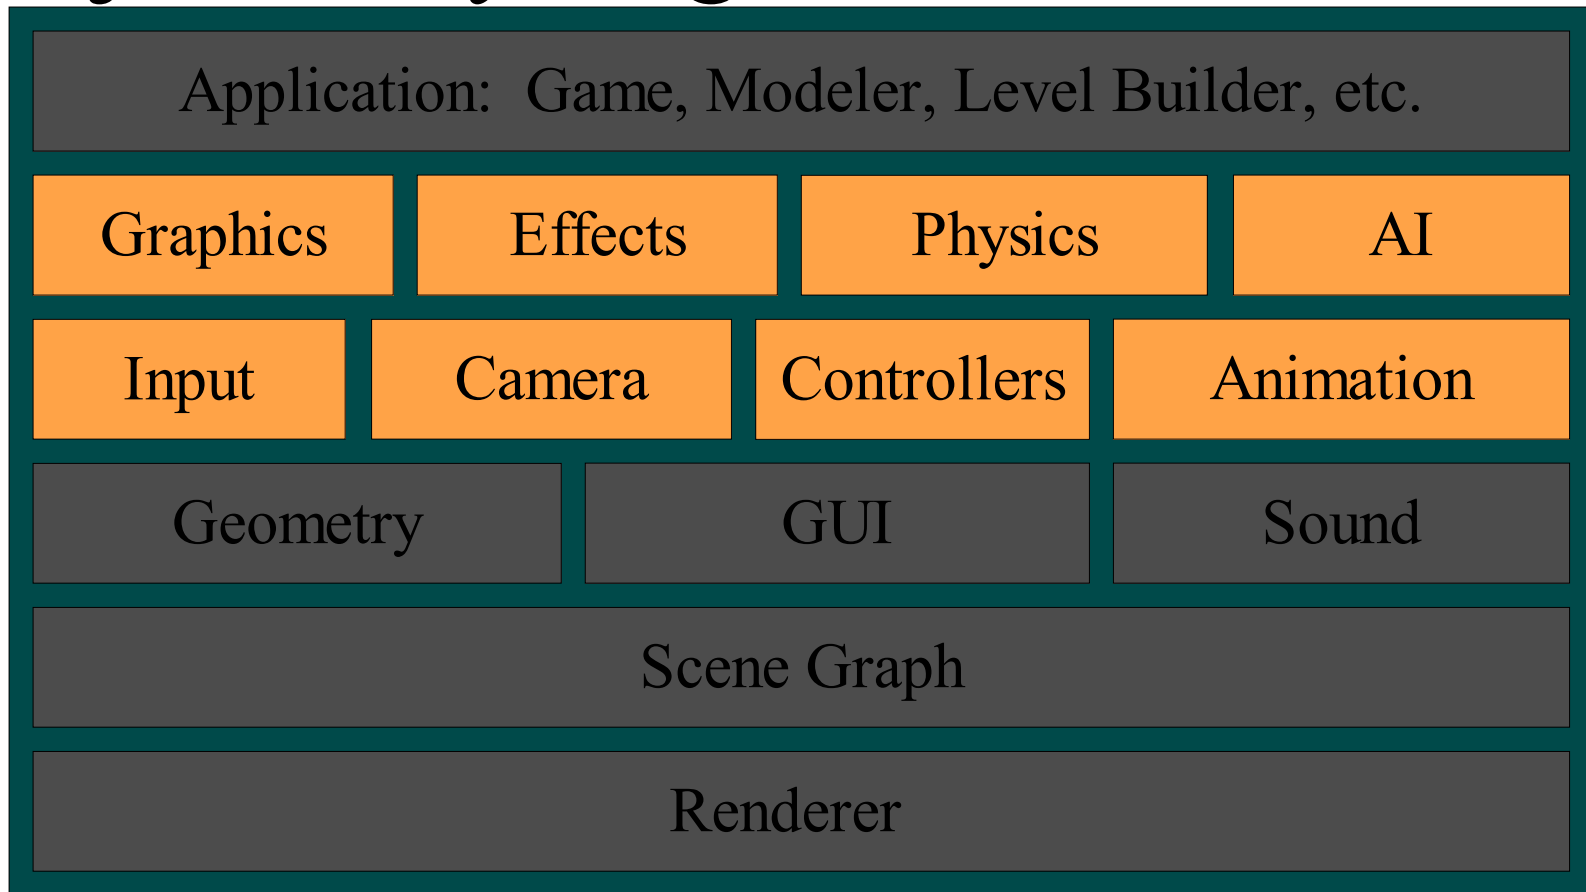 Application:  Game, Modeler, Level Builder, etc.
Graphics
Effects
Physics
AI
Input
Camera
Controllers
Animation
Geometry
GUI
Sound
Scene Graph
Renderer